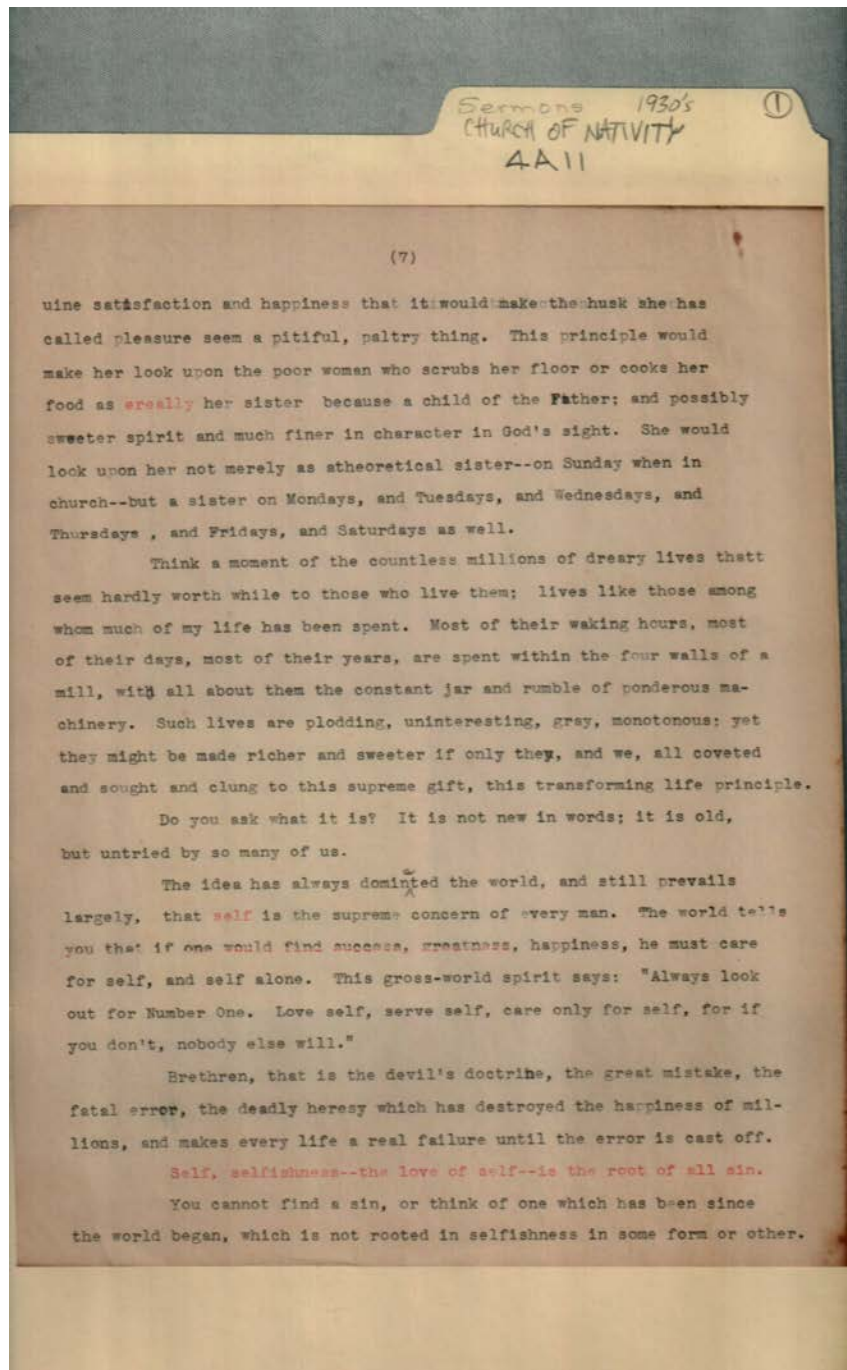 Sermons 1930's ①
CHURCH OF NATIVITY
4A11
(7)
uine satisfaction and happiness that it would make the husk she has
called pleasure seem a pitiful, paltry thing. This principle would
make her look upon the poor woman who scrubs her floor or cooks her
food as ereally her sister because a child of the Father; and possibly
sweeter spirit and much finer in character in God's sight. She would
look upon her not merely as atheoretical sister--on Sunday when in
church--but a sister on Mondays, and Tuesdays, and Wednesdays, and
Thursdays , and Fridays, and Saturdays as well.
Think a moment of the countless millions of dreary lives thatt
seem hardly worth while to those who live them; lives like those among
whom much of my life has been spent. Most of their waking hours, most
of their days, most of their years, are spent within the four walls of a
mill, with all about them the constant jar and rumble of ponderous ma-
chinery. Such lives are plodding, uninteresting, gray, monotonous; yet
they might be made richer and sweeter if only they, and we, all coveted
and sought and clung to this supreme gift, this transforming life principle.
Do you ask what it is? It is not new in words; it is old,
but untried by so many of us.
The idea has always dominated the world, and still prevails
largely, that self is the supreme concern of every man. The world tells
you that if one would find success, greatness, happiness, he must care
for self, and self alone. This gross-world spirit says: "Always look
out for Number One. Love self, serve self, care only for self, for if
you don't, nobody else will."
Brethren, that is the devil's doctrine, the great mistake, the
fatal error, the deadly heresy which has destroyed the happiness of mil-
lions, and makes every life a real failure until the error is cast off.
Self, selfishness--the love of self--is the root of all sin.
You cannot find a sin, or think of one which has been since
the world began, which is not rooted in selfishness in some form or other.